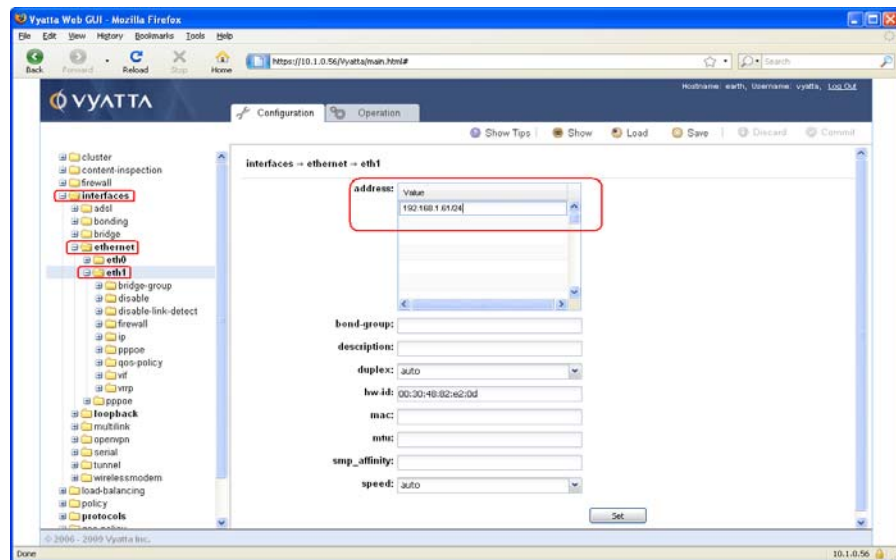 Vyatta Web GUI - Mozilla Firefox
File Edit View History Bookmarks Tools Help
Back Forward Reload Stop Home
https://10.1.0.56/Vyatta/main.html#
Search
VYATTA
Hostname: earth, Username: vyatta, Log Out
Configuration Operation
Show Tips Show Load Save Discard Commit
cluster
content-inspection
firewall
interfaces
adsl
bonding
bridge
ethernet
eth0
eth1
bridge-group
disable
disable-link-detect
firewall
ip
pppoe
qos-policy
vif
vrrp
pppoe
loopback
multilink
openvpn
serial
tunnel
wirelessmodem
load-balancing
policy
protocols
qos-policy
interfaces → ethernet → eth1
address: Value
192.168.1.61/24
bond-group:
description:
duplex: auto
hw-id: 00:30:48:82:e2:0d
mac:
mtu:
smp_affinity:
speed: auto
Set
© 2006 - 2009 Vyatta Inc.
Done 10.1.0.56